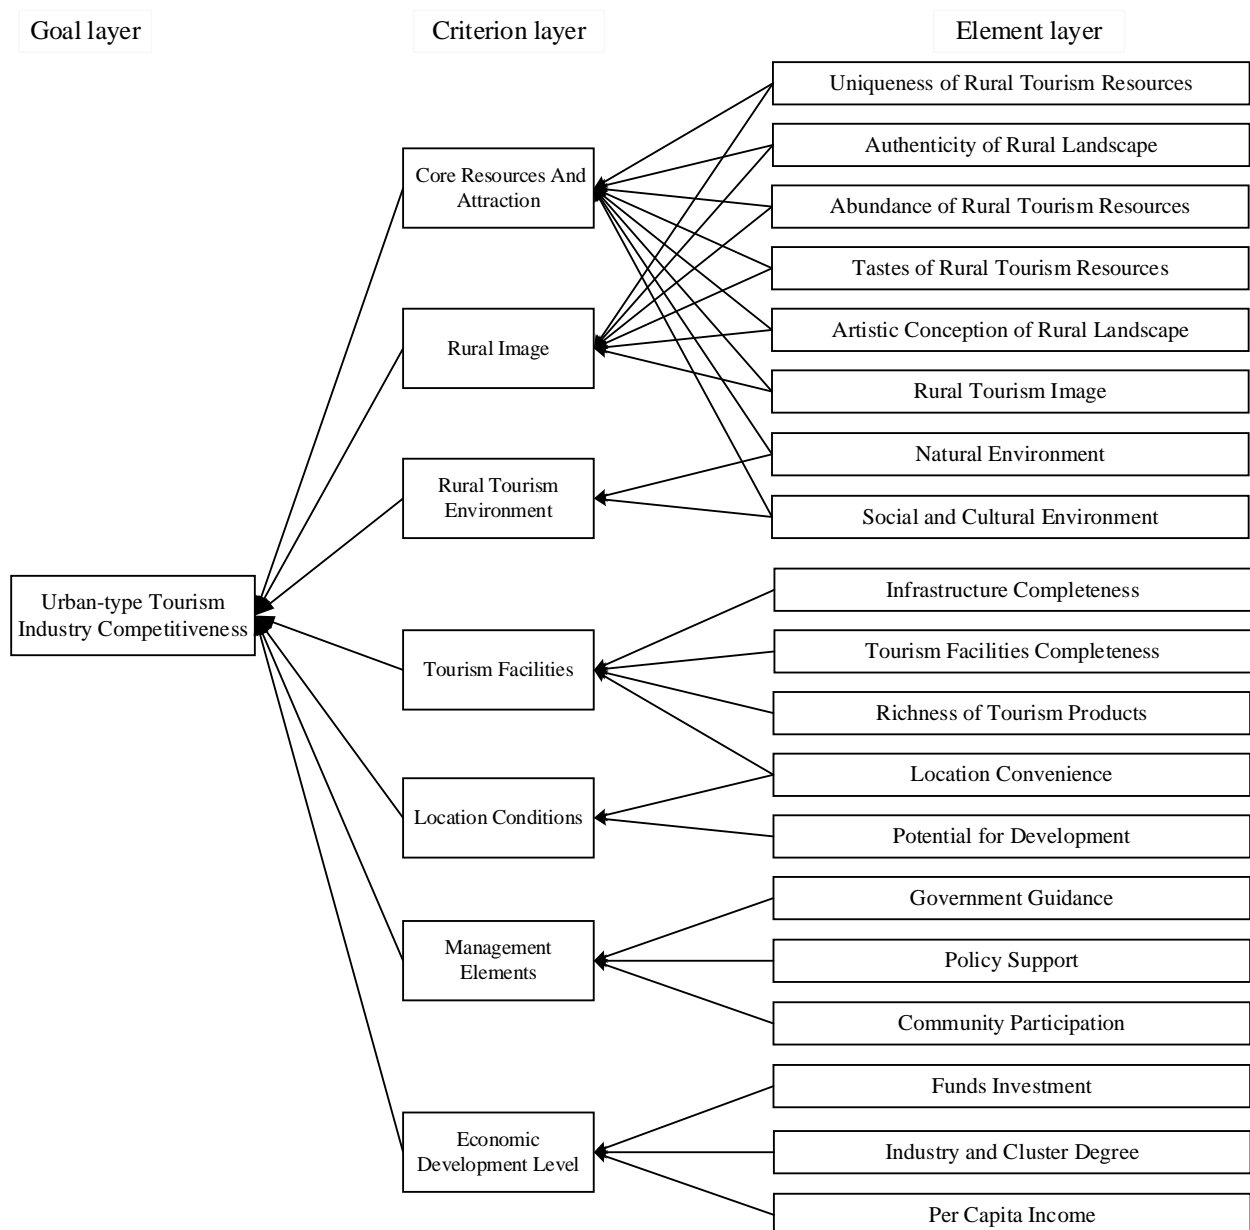 Goal layer
Criterion layer
Element layer
Uniqueness of Rural Tourism Resources
Authenticity of Rural Landscape
Core Resources And
Attraction
Abundance of Rural Tourism Resources
Tastes of Rural Tourism Resources
Artistic Conception of Rural Landscape
Rural Image
Rural Tourism Image
Natural Environment
Rural Tourism
Environment
Social and Cultural Environment
Infrastructure Completeness
Urban-type Tourism
Industry Competitiveness
Tourism Facilities Completeness
Tourism Facilities
Richness of Tourism Products
Location Convenience
Location Conditions
Potential for Development
Government Guidance
Management
Elements
Policy Support
Community Participation
Funds Investment
Economic
Development Level
Industry and Cluster Degree
Per Capita Income